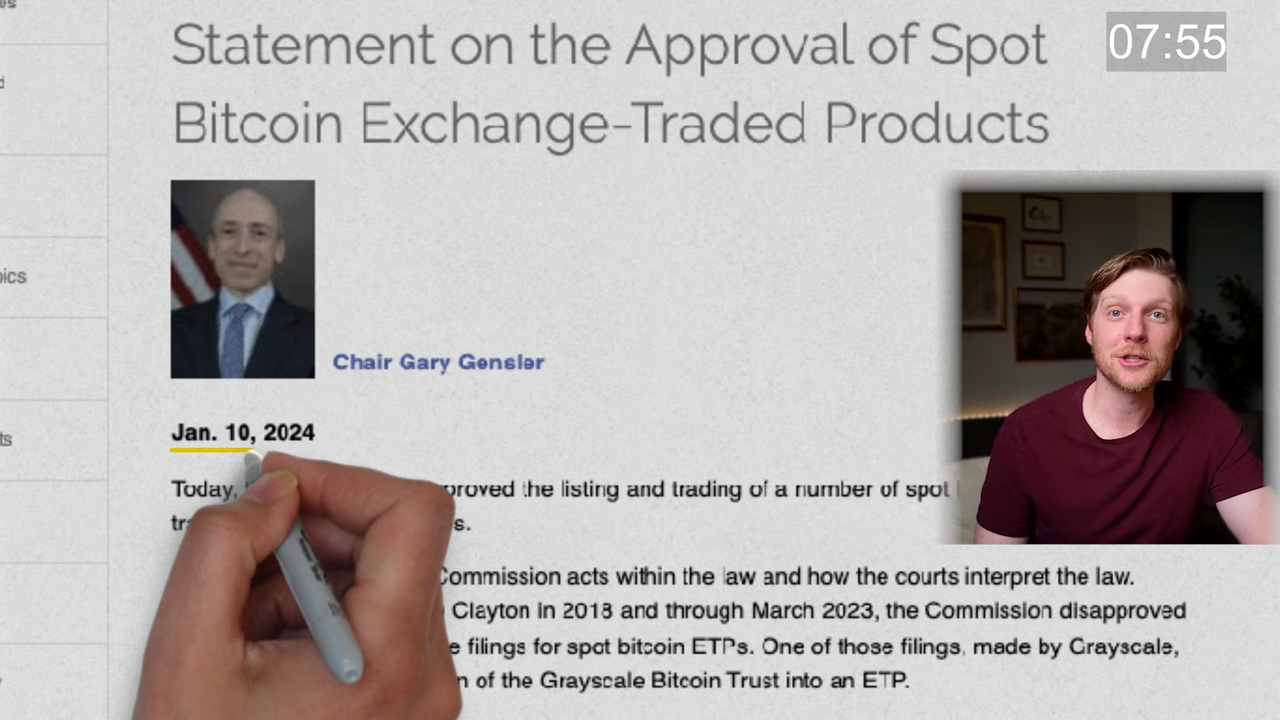 Statement on the Approval of Spot
07:55
Bitcoin Exchange-Traded Products
Chair Gary Gensler
Jan. 10, 2024
Today, proved the listing and trading of a number of spot
s.
Commission acts within the law and how the courts interpret the law.
Clayton in 2018 and through March 2023, the Commission disapproved
filings for spot bitcoin ETPs. One of those filings, made by Grayscale,
of the Grayscale Bitcoin Trust into an ETP.